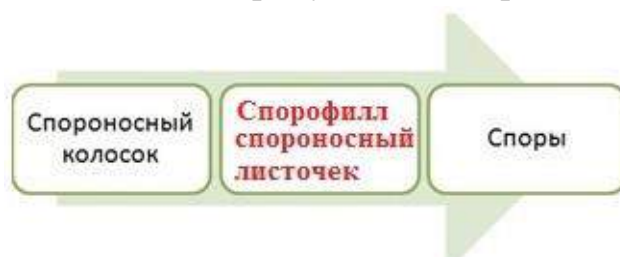 Спороносный
колосок
Спорофилл
спороносный
листочек
Споры